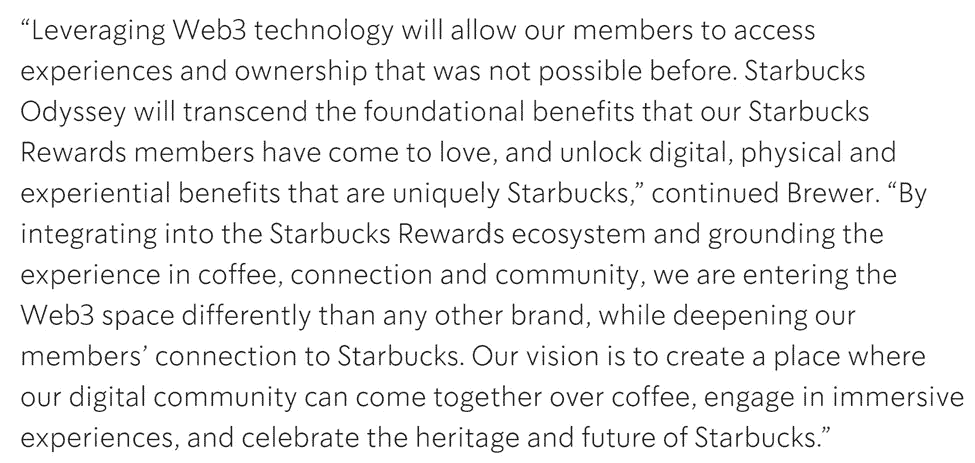 “Leveraging Web3 technology will allow our members to access
experiences and ownership that was not possible before. Starbucks
Odyssey will transcend the foundational benefits that our Starbucks
Rewards members have come to love, and unlock digital, physical and
experiential benefits that are uniquely Starbucks,” continued Brewer. “By
integrating into the Starbucks Rewards ecosystem and grounding the
experience in coffee, connection and community, we are entering the
Web3 space differently than any other brand, while deepening our
members’ connection to Starbucks. Our vision is to create a place where
our digital community can come together over coffee, engage in immersive
experiences, and celebrate the heritage and future of Starbucks.”